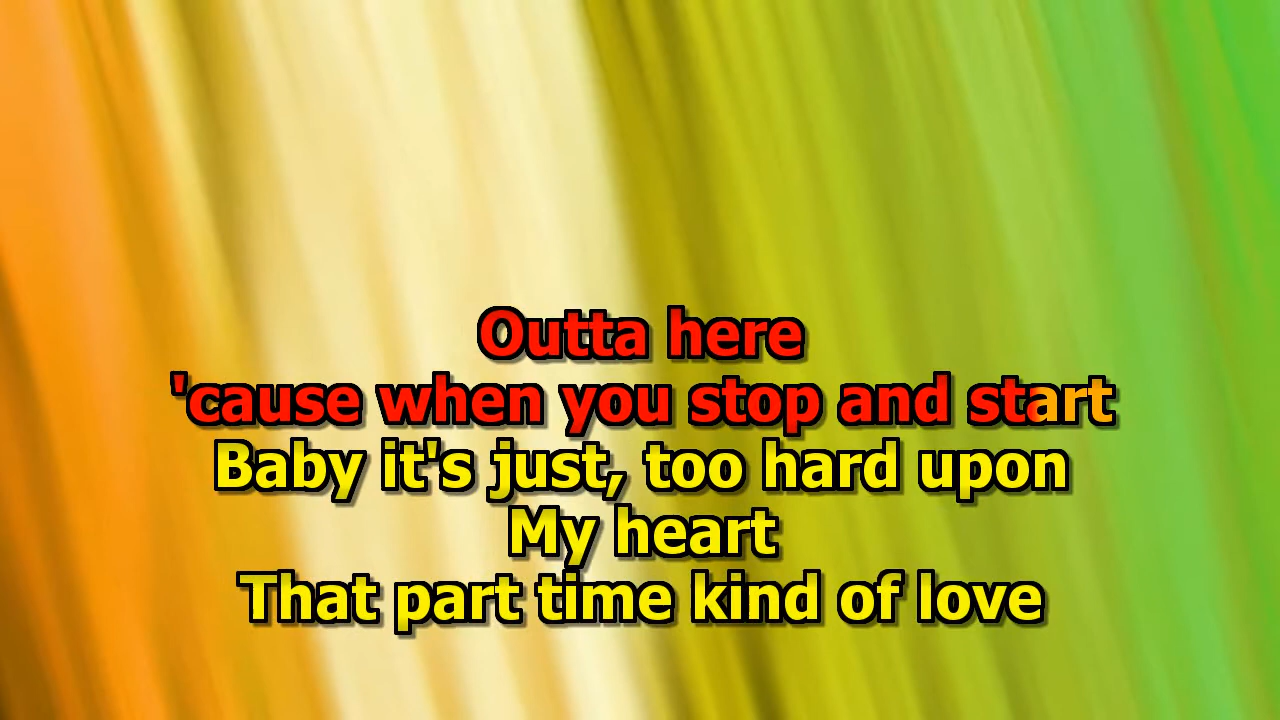 Outta here
'cause when you stop and start
Baby it's just, too hard upon
My heart
That part time kind of love